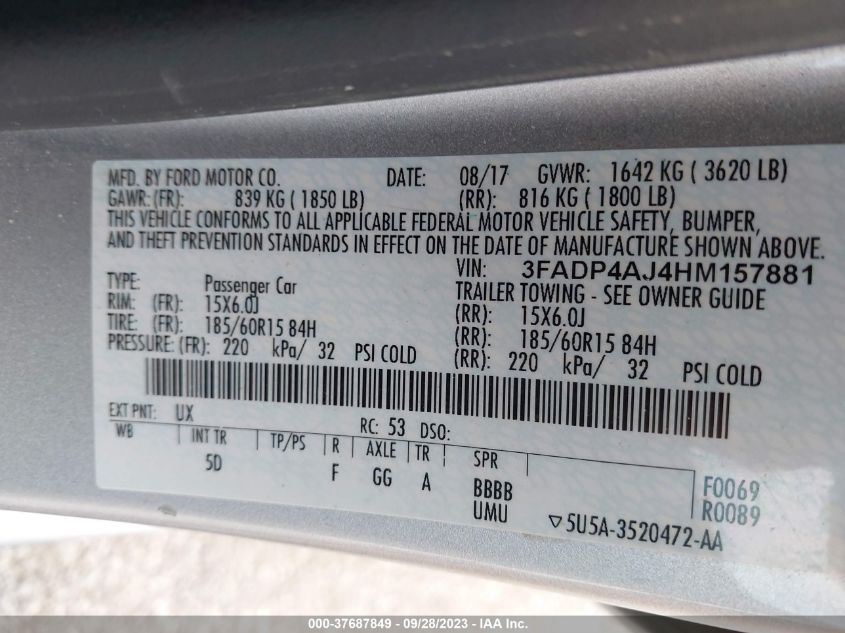 MFD. BY FORD MOTOR CO. DATE: 08/17 GVWR: 1642 KG ( 3620 LB)
GAWR: (FR): 839 KG ( 1850 LB) (RR): 816 KG ( 1800 LB)
THIS VEHICLE CONFORMS TO ALL APPLICABLE FEDERAL MOTOR VEHICLE SAFETY, BUMPER,
AND THEFT PREVENTION STANDARDS IN EFFECT ON THE DATE OF MANUFACTURE SHOWN ABOVE.
VIN: 3FADP4AJ4HM157881
TYPE: Passenger Car TRAILER TOWING - SEE OWNER GUIDE
RIM: (FR): 15X6.0J (RR): 15X6.0J
TIRE: (FR): 185/60R15 84H (RR): 185/60R15 84H
PRESSURE: (FR): 220 kPa/ 32 PSI COLD (RR): 220 kPa/ 32 PSI COLD
EXT PNT: UX RC: 53 DSO:
WB INT TR TP/PS R AXLE TR SPR
5D F GG A BBBB F0069
UMU R0089
▽5U5A-3520472-AA
000-37687849 - 09/28/2023 - IAA Inc.